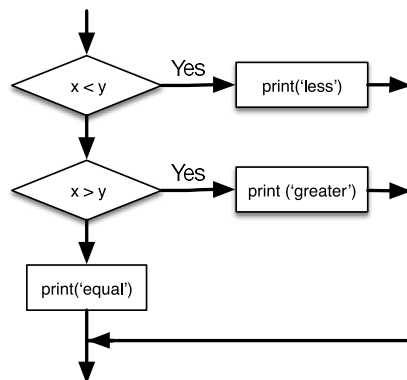 x < y
Yes
print(‘less’)
x > y
Yes
print (‘greater’)
print(‘equal’)